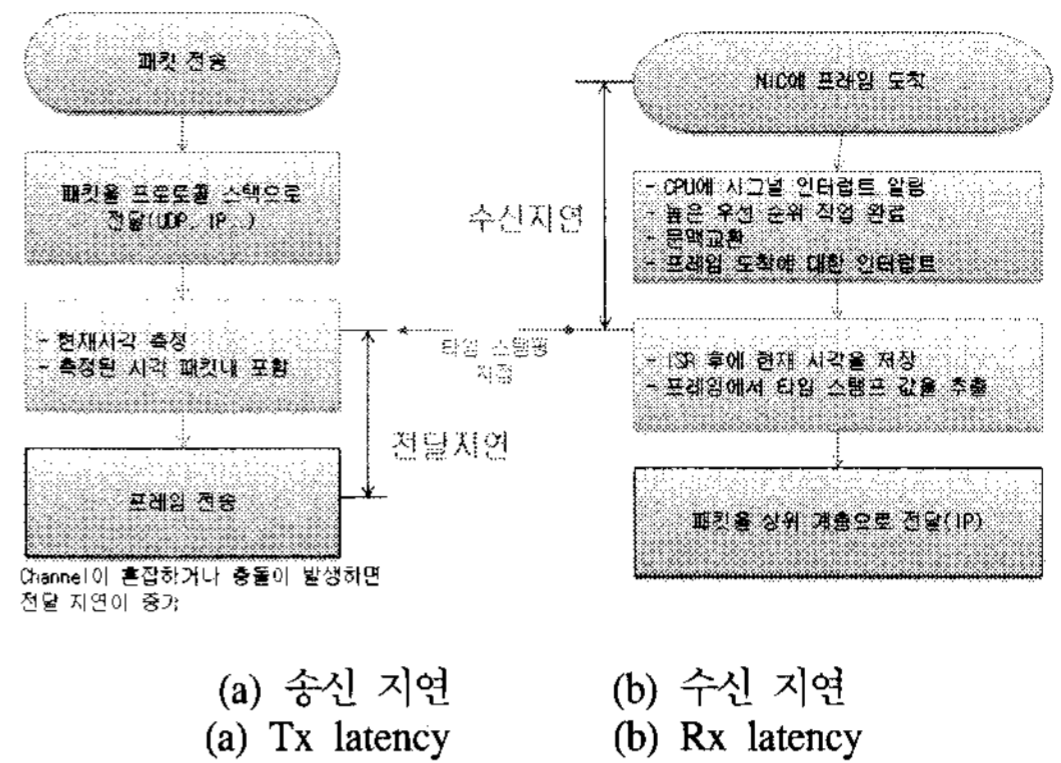 패킷 전송
패킷을 프로토콜 스택으로
전달(UDP, IP..)
- 현재시각 측정
- 측정된 시각 패킷내 포함
전달지연
프레임 전송
Channel이 혼잡하거나 충돌이 발생하면
전달 지연이 증가
타임 스탬핑
지점
수신지연
NIC에 프레임 도착
- CPU에 시그널 인터럽트 알림
- 높은 우선 순위 작업 완료
- 문맥교환
- 프레임 도착에 대한 인터럽트
- ISR 후에 현재 시각을 저장
- 프레임에서 타임 스탬프 값을 추출
패킷을 상위 계층으로 전달(IP)
(a) 송신 지연
(a) Tx latency
(b) 수신 지연
(b) Rx latency